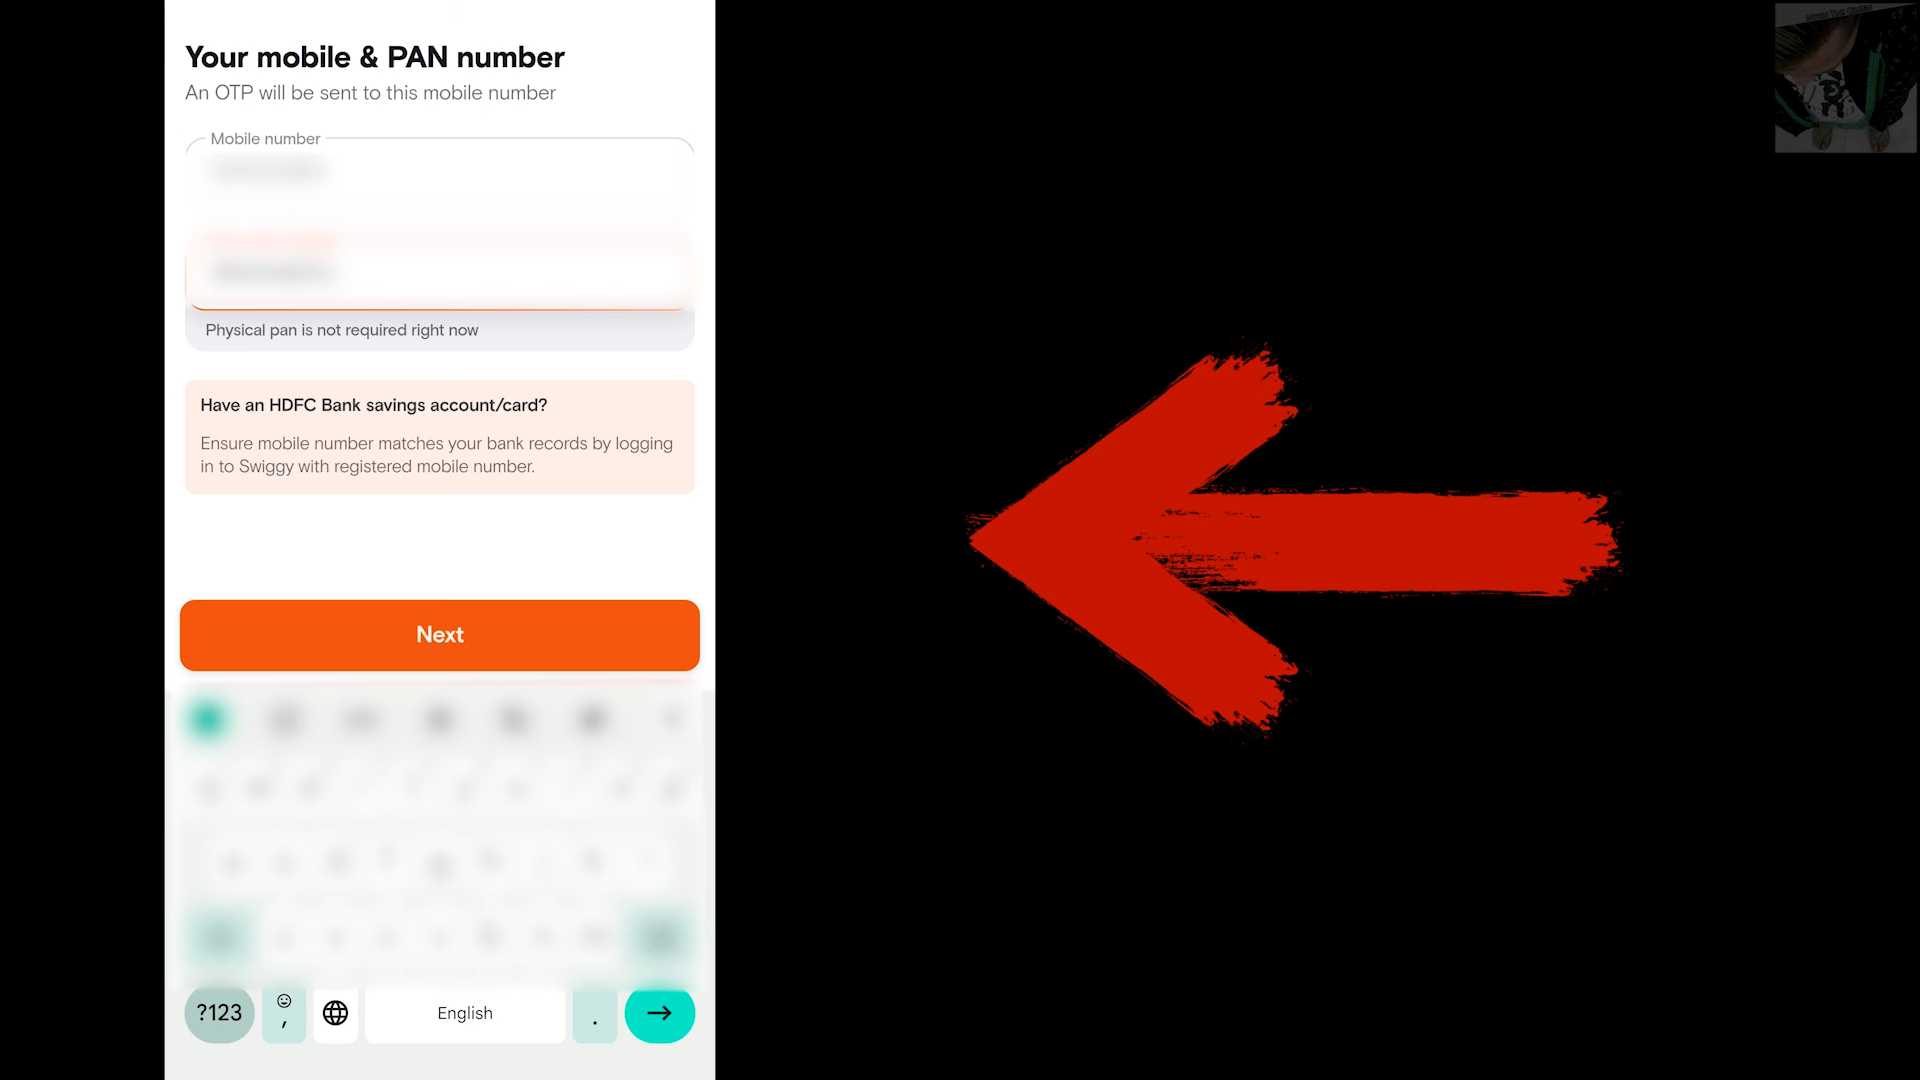 Your mobile & PAN number
An OTP will be sent to this mobile number
Mobile number
Physical pan is not required right now
Have an HDFC Bank savings account/card?
Ensure mobile number matches your bank records by logging
in to Swiggy with registered mobile number.
Next
?123 , English .